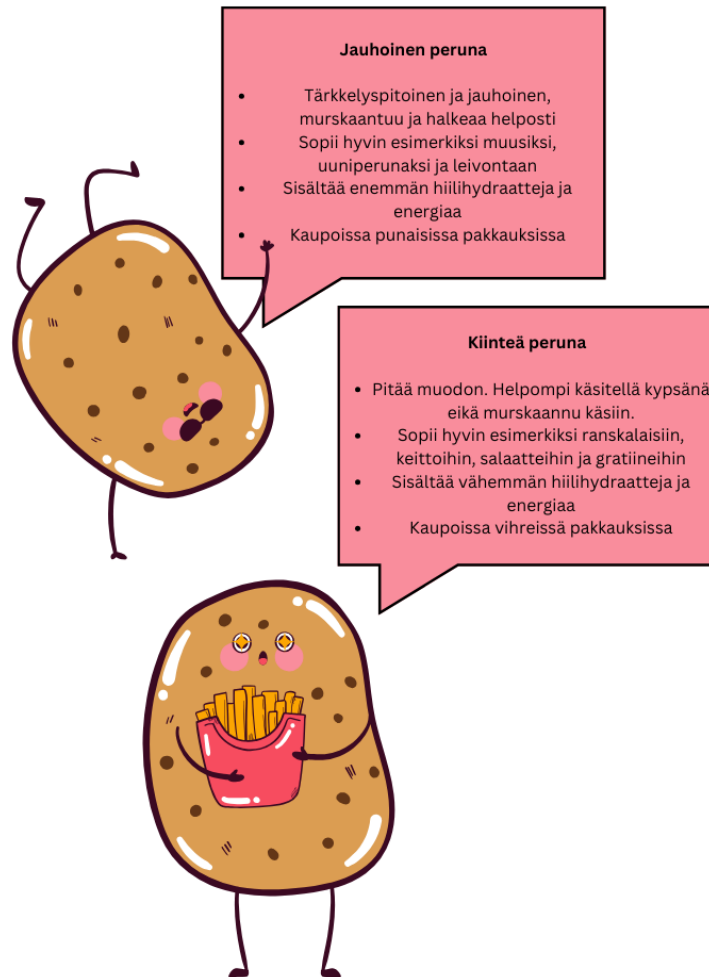 Jauhoinen peruna
• Tärkkelyspitoinen ja jauhoinen,
murskaantuu ja halkeaa helposti
• Sopii hyvin esimerkiksi muusiksi,
uuniperunaksi ja leivontaan
• Sisältää enemmän hiilihydraatteja ja
energiaa
• Kaupoissa punaisissa pakkauksissa
Kiinteä peruna
• Pitää muodon. Helpompi käsitellä kypsänä
eikä murskaannu käsiin.
• Sopii hyvin esimerkiksi ranskalaisiin,
keittoihin, salaatteihin ja gratiineihin
• Sisältää vähemmän hiilihydraatteja ja
energiaa
• Kaupoissa vihreissä pakkauksissa